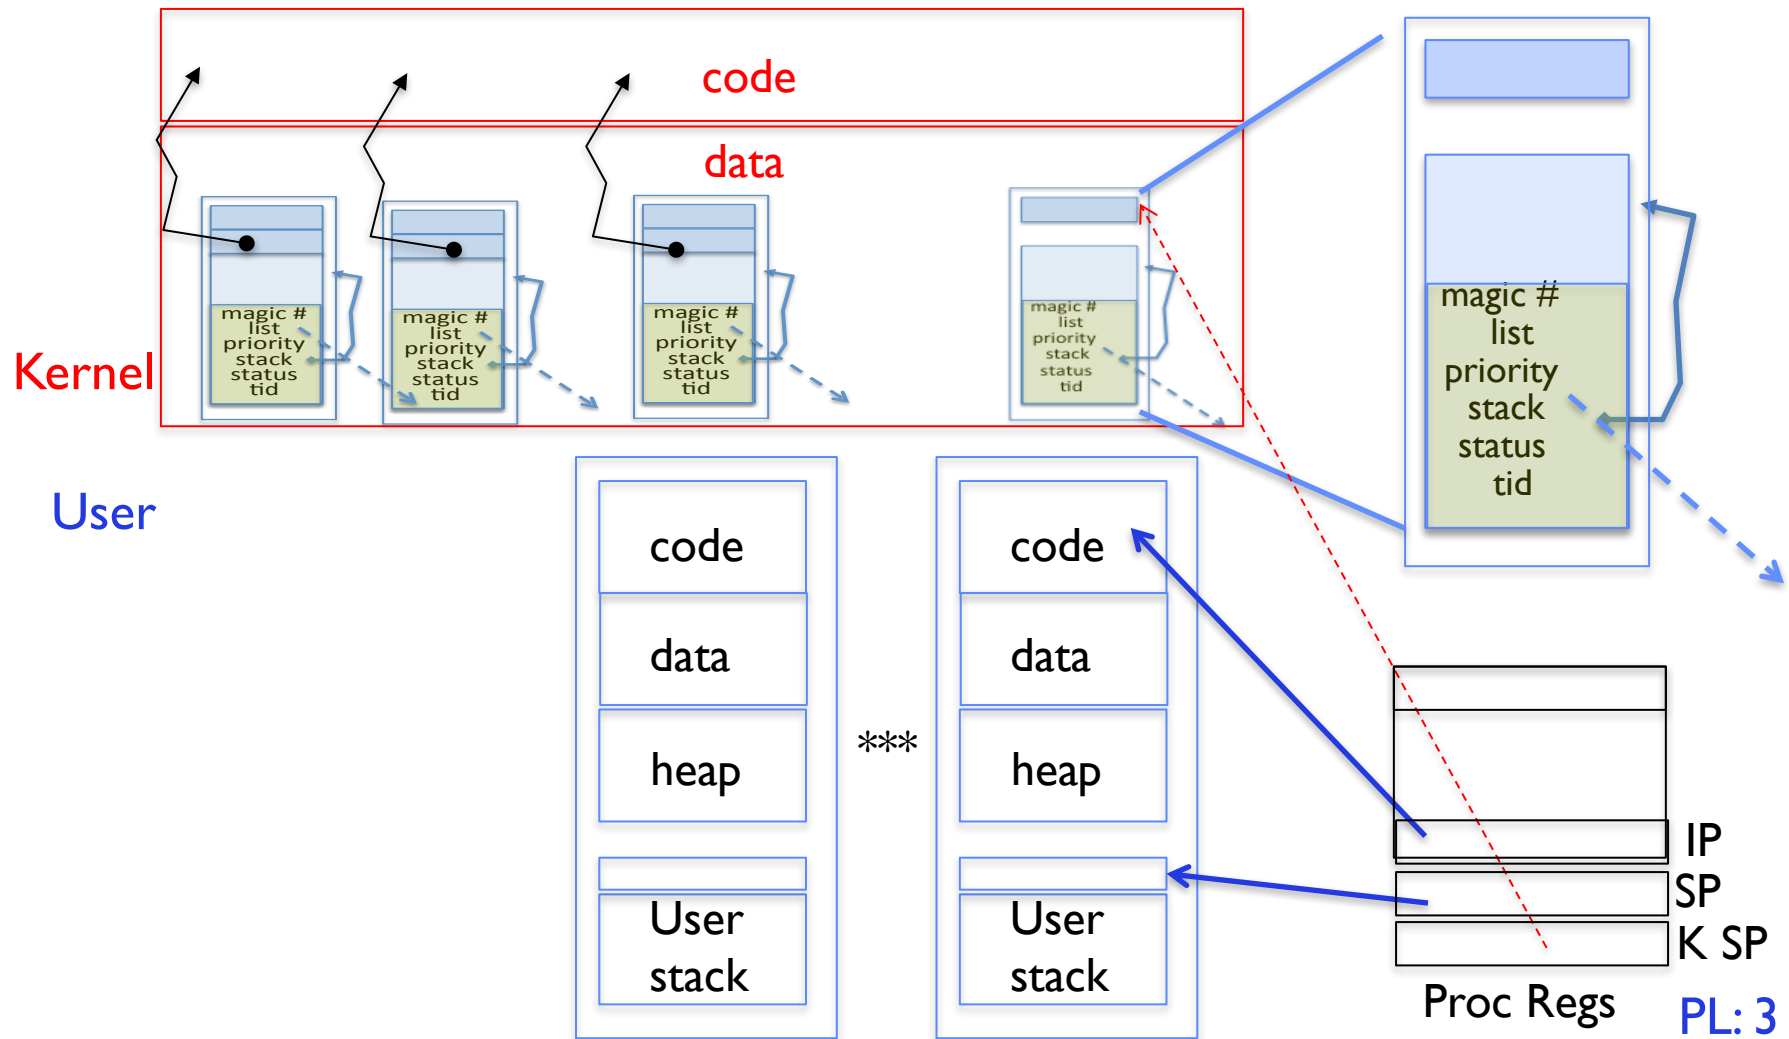 code
data
magic #
list
priority
stack
status
tid
magic #
list
priority
stack
status
tid
magic #
list
priority
stack
status
tid
magic #
list
priority
stack
status
tid
magic #
list
priority
stack
status
tid
Kernel
User
code
data
heap
User
stack
***
code
data
heap
User
stack
IP
SP
K SP
Proc Regs
PL: 3